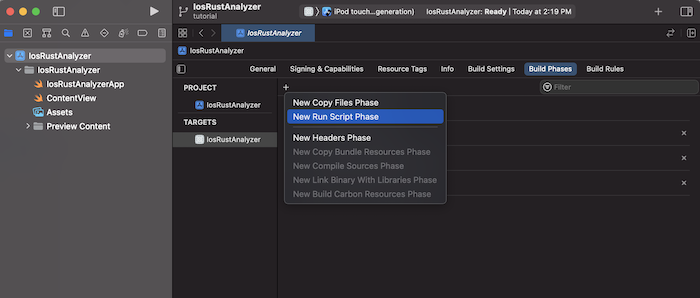 IosRustAnalyzer
tutorial
IosRustAnalyzer
iPod touch...generation)
IosRustAnalyzer: Ready | Today at 2:19 PM
IosRustAnalyzer
IosRustAnalyzer
IosRustAnalyzer
IosRustAnalyzerApp
ContentView
Assets
Preview Content
General
Signing & Capabilities
Resource Tags
Info
Build Settings
Build Phases
Build Rules
PROJECT
IosRustAnalyzer
TARGETS
IosRustAnalyzer
Filter
New Copy Files Phase
New Run Script Phase
New Headers Phase
New Copy Bundle Resources Phase
New Compile Sources Phase
New Link Binary With Libraries Phase
New Build Carbon Resources Phase